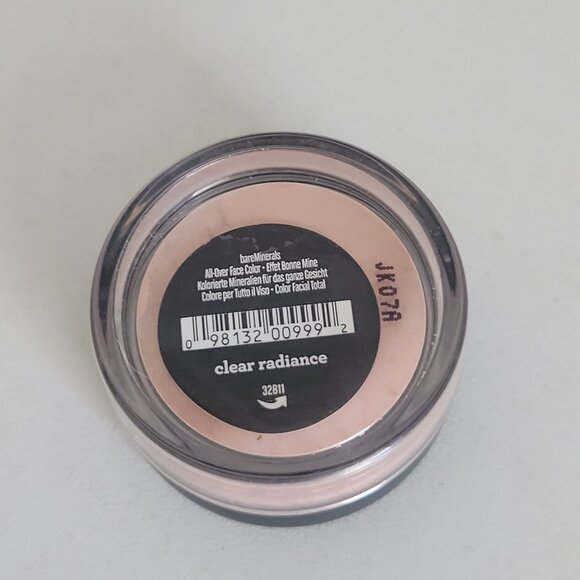 bareMinerals
All-Over Face Color • Effet Bonne Mine
Kolorierte Mineralien für das ganze Gesicht
Colore per Tutto il Viso • Color Facial Total
0 98132 00999 2
clear radiance
32811
JK07A